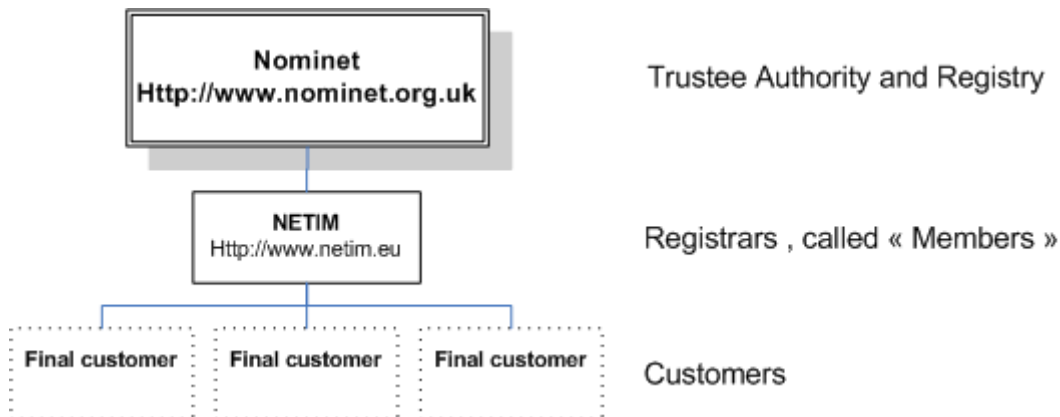 Nominet
Http://www.nominet.org.uk
Trustee Authority and Registry
NETIM
Http://www.netim.eu
Registrars , called « Members »
Final customer
Final customer
Final customer
Customers